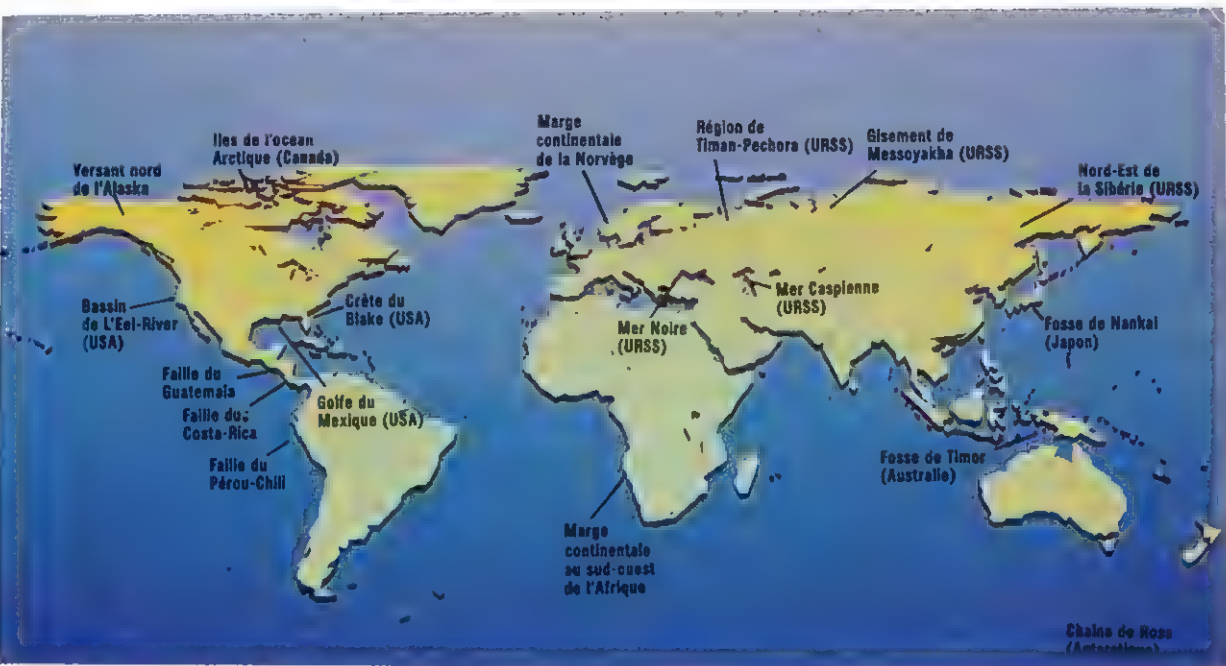 Iles de l'ocean
Arctique (Canada)
Versant nord
de l'Alaska
Marge
continentale
de la Norvège
Région de
Timan-Pechora (URSS)
Gisement de
Messoyakha (URSS)
Nord-Est de
la Sibérie (URSS)
Bassin
de L'Eel-River
(USA)
Crête du
Blake (USA)
Mer Caspienne
(URSS)
Mer Noire
(URSS)
Fosse de Nankai
(Japon)
Faille du
Guatemala
Faille du
Costa-Rica
Golfe du
Mexique (USA)
Faille du
Pérou-Chili
Fosse de Timor
(Australie)
Marge
continentale
au sud-ouest
de l'Afrique
Chaîne de Ross
(Antarctique)